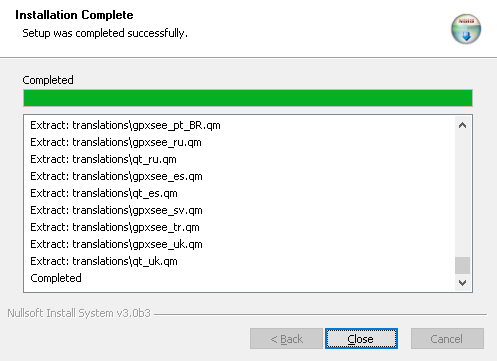 Installation Complete
Setup was completed successfully.
Completed
Extract: translations\gpxsee_pt_BR.qm
Extract: translations\gpxsee_ru.qm
Extract: translations\qt_ru.qm
Extract: translations\gpxsee_es.qm
Extract: translations\qt_es.qm
Extract: translations\gpxsee_sv.qm
Extract: translations\gpxsee_tr.qm
Extract: translations\gpxsee_uk.qm
Extract: translations\qt_uk.qm
Completed
Nullsoft Install System v3.0b3
< Back
Close
Cancel